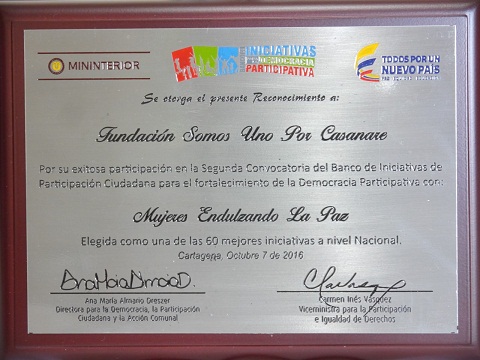 MININTERIOR
INICIATIVAS
DEMOCRACIA
PARTICIPATIVA
TODOS POR UN
NUEVO PAÍS
PAZ EQUIDAD EDUCACIÓN
Se otorga el presente Reconocimiento a:
Fundación Somos Uno Por Casanare
Por su exitosa participación en la Segunda Convocatoria del Banco de Iniciativas de
Participación Ciudadana para el fortalecimiento de la Democracia Participativa con:
Mujeres Endulzando La Paz
Elegida como una de las 60 mejores iniciativas a nivel Nacional.
Cartagena, Octubre 7 de 2016
Ana María Almario Dreszer
Directora para la Democracia, la Participación
Ciudadana y la Acción Comunal
Carmen Inés Vásquez
Viceministra para la Participación
e Igualdad de Derechos